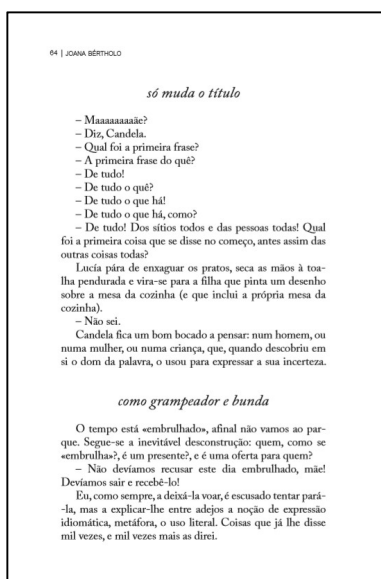 64 | JOANA BÉRTHOLO
só muda o título
– Maaaaaaaaãe?
– Diz, Candela.
– Qual foi a primeira frase?
– A primeira frase do quê?
– De tudo!
– De tudo o quê?
– De tudo o que há!
– De tudo o que há, como?
– De tudo! Dos sítios todos e das pessoas todas! Qual
foi a primeira coisa que se disse no começo, antes assim das
outras coisas todas?
Lucía pára de enxaguar os pratos, seca as mãos à toa-
lha pendurada e vira-se para a filha que pinta um desenho
sobre a mesa da cozinha (e que inclui a própria mesa da
cozinha).
– Não sei.
Candela fica um bom bocado a pensar: num homem, ou
numa mulher, ou numa criança, que, quando descobriu em
si o dom da palavra, o usou para expressar a sua incerteza.
como grampeador e bunda
O tempo está «embrulhado», afinal não vamos ao par-
que. Segue-se a inevitável desconstrução: quem, como se
«embrulha»?, é um presente?, e é uma oferta para quem?
– Não devíamos recusar este dia embrulhado, mãe!
Devíamos sair e recebê-lo!
Eu, como sempre, a deixá-la voar, é escusado tentar pará-
-la, mas a explicar-lhe entre adejos a noção de expressão
idiomática, metáfora, o uso literal. Coisas que já lhe disse
mil vezes, e mil vezes mais as direi.